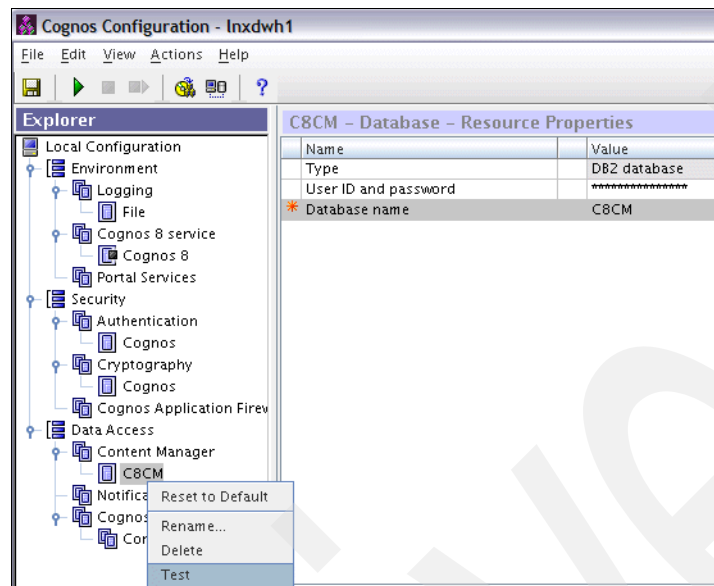 Cognos Configuration - lnxdwh1
File Edit View Actions Help
Explorer
Local Configuration
Environment
Logging
File
Cognos 8 service
Cognos 8
Portal Services
Security
Authentication
Cognos
Cryptography
Cognos
Cognos Application Firew
Data Access
Content Manager
C8CM
Notifica
Cognos
Cor
Reset to Default
Rename...
Delete
Test
C8CM – Database – Resource Properties
Name Value
Type DB2 database
User ID and password ***************
* Database name C8CM